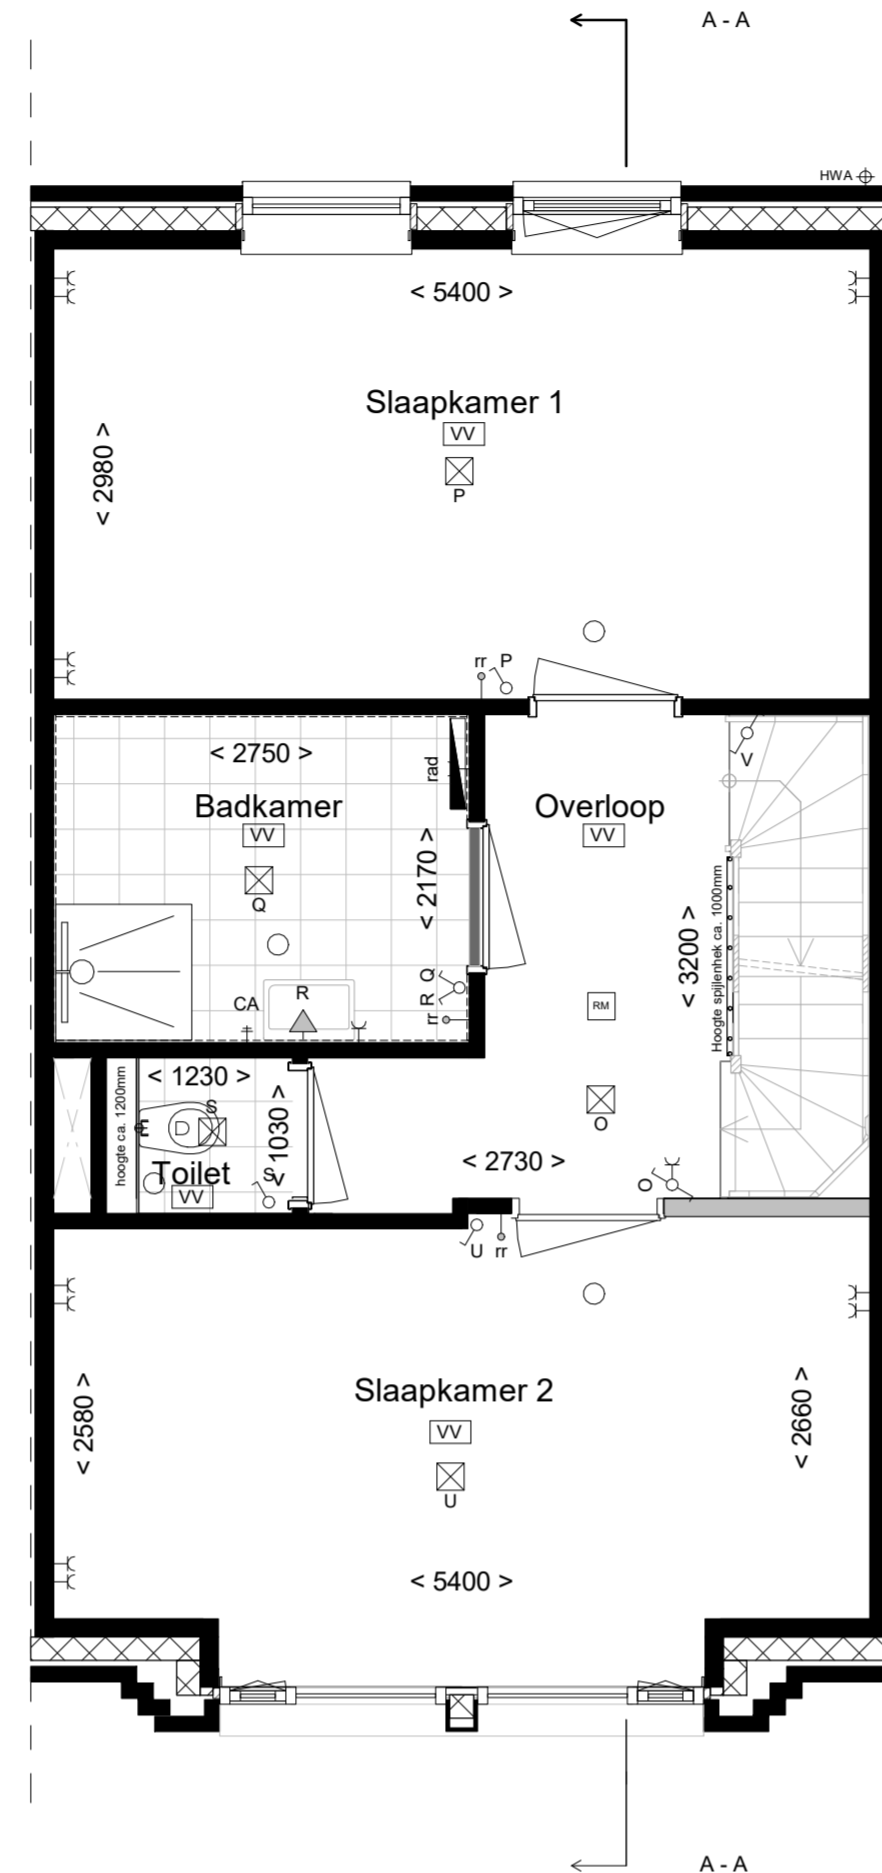 A - A
HWA
< 5400 >
Slaapkamer 1
VV
< 2980 >
P
rr P
< 2750 >
rad
V
Badkamer
Overloop
VV
VV
< 2170 >
Q
Hoogte spijlenhek ca. 1000mm
< 3200 >
Q
R
CA
R
rr
RM
hoogte ca. 1200mm
< 1230 >
S
< 1030 >
O
E
Toilet
S
VV
< 2730 >
O
U rr
Slaapkamer 2
< 2580 >
< 2660 >
VV
U
< 5400 >
A - A